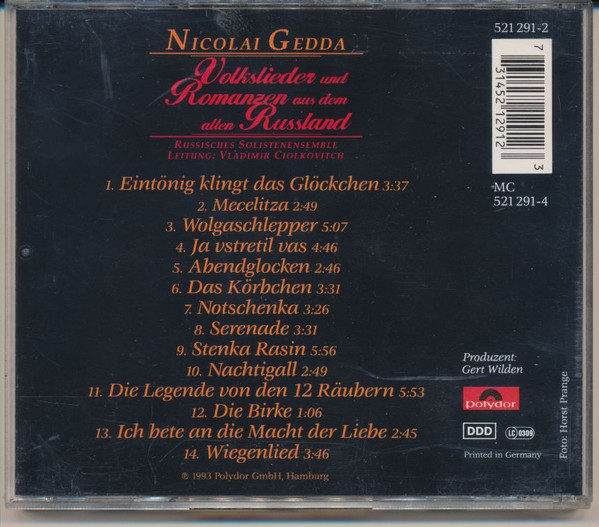 NICOLAI GEDDA
Volkslieder und
Romanzen aus dem
alten Russland
RUSSISCHES SOLISTENENSEMBLE
LEITUNG: VLADIMIR CIOLKOVITCH
1. Eintönig klingt das Glöckchen 3:37
2. Mecelitza 2:49
3. Wolgaschlepper 5:07
4. Ja vstretil vas 4:46
5. Abendglocken 2:46
6. Das Körbchen 3:31
7. Notschenka 3:26
8. Serenade 3:31
9. Stenka Rasin 5:56
10. Nachtigall 2:49
11. Die Legende von den 12 Räubern 5:53
12. Die Birke 1:06
13. Ich bete an die Macht der Liebe 2:45
14. Wiegenlied 3:46
℗ 1993 Polydor GmbH, Hamburg
521 291-2
7 31452 12912 3
MC
521 291-4
Produzent:
Gert Wilden
Polydor
DDD
LC 0309
Printed in Germany
Foto: Horst Prange